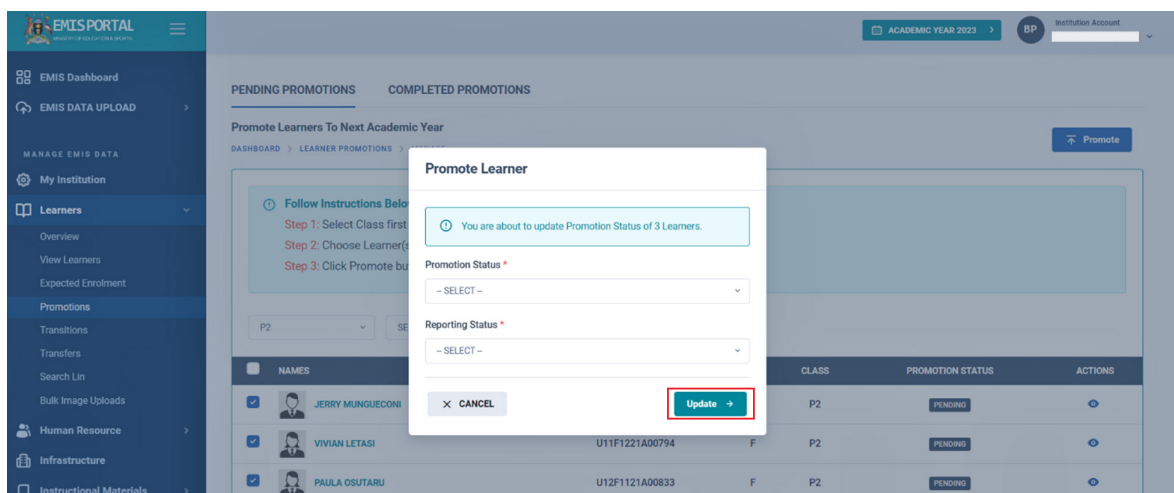 EMIS PORTAL
MINISTRY OF EDUCATION & SPORTS
ACADEMIC YEAR 2023
BP
Institution Account
EMIS Dashboard
EMIS DATA UPLOAD
MANAGE EMIS DATA
My Institution
Learners
Overview
View Learners
Expected Enrolment
Promotions
Transitions
Transfers
Search Lin
Bulk Image Uploads
Human Resource
Infrastructure
Instructional Materials
PENDING PROMOTIONS COMPLETED PROMOTIONS
Promote Learners To Next Academic Year
DASHBOARD > LEARNER PROMOTIONS >
Promote
Follow Instructions Belo
Step 1: Select Class first
Step 2: Choose Learner(s
Step 3: Click Promote bu
P2 SE
Promote Learner
You are about to update Promotion Status of 3 Learners.
Promotion Status *
-- SELECT --
Reporting Status *
-- SELECT --
CANCEL Update
NAMES CLASS PROMOTION STATUS ACTIONS
JERRY MUNGUECONI P2 PENDING
VIVIAN LETASI U11F1221A00794 F P2 PENDING
PAULA OSUTARU U12F1121A00833 F P2 PENDING